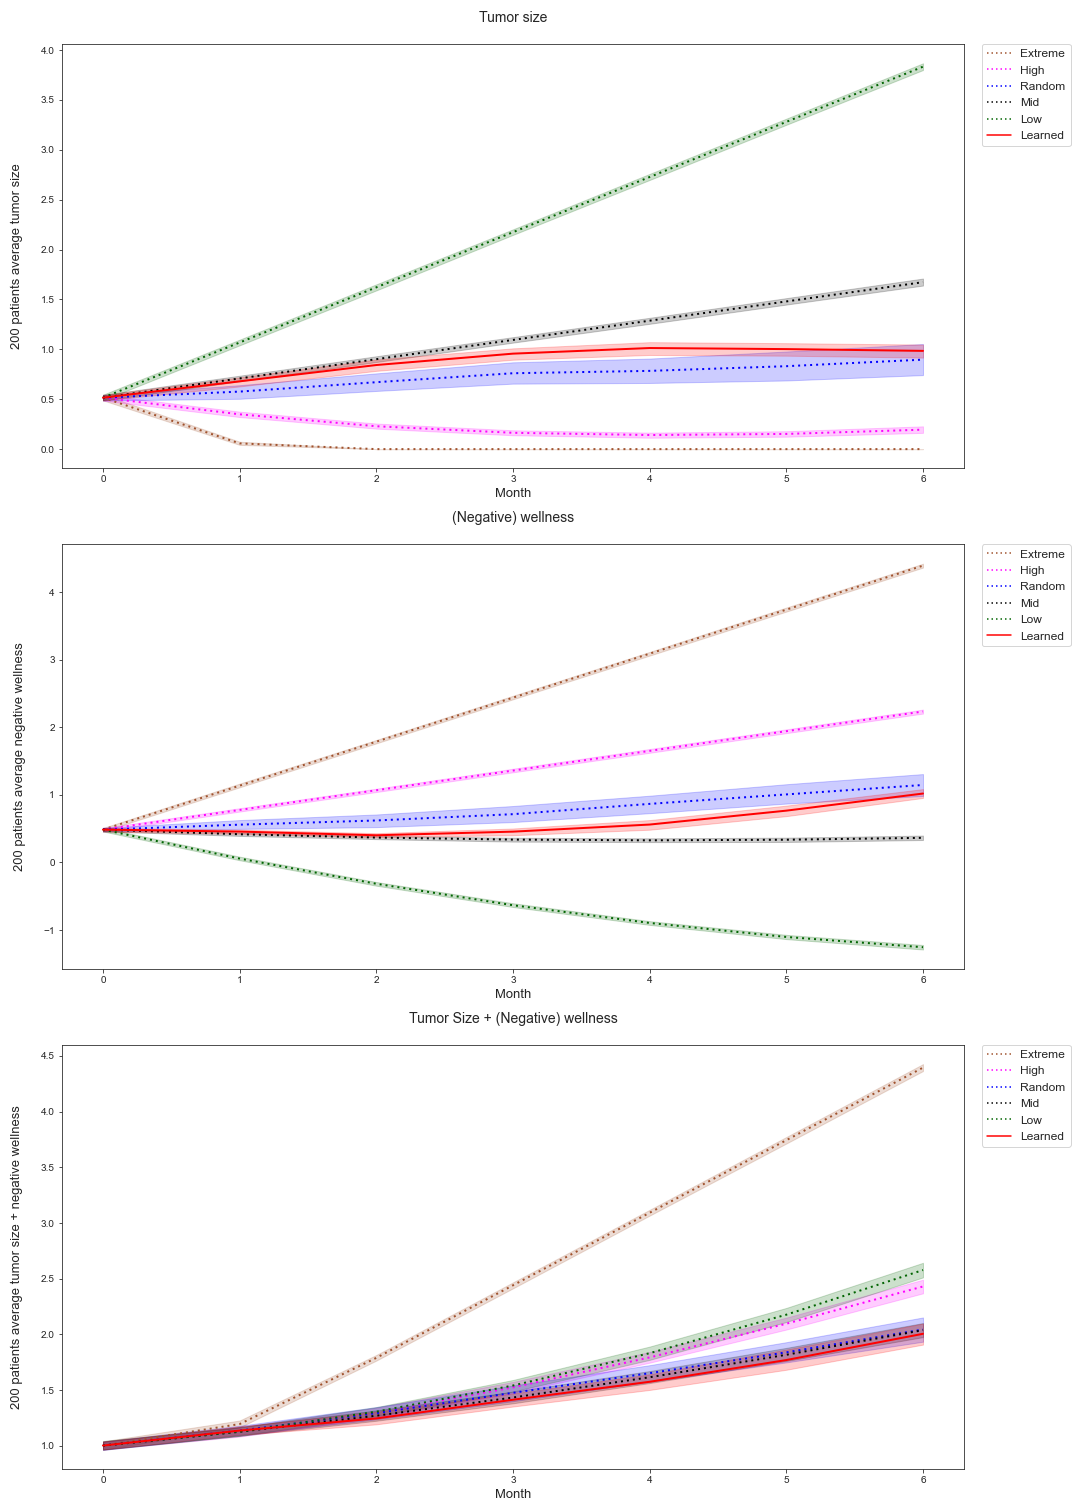 Tumor size
4.0
3.5
3.0
2.5
2.0
1.5
1.0
0.5
0.0
200 patients average tumor size
0 1 2 3 4 5 6
Month
Extreme
High
Random
Mid
Low
Learned
(Negative) wellness
4
3
2
1
0
−1
200 patients average negative wellness
0 1 2 3 4 5 6
Month
Extreme
High
Random
Mid
Low
Learned
Tumor Size + (Negative) wellness
4.5
4.0
3.5
3.0
2.5
2.0
1.5
1.0
200 patients average tumor size + negative wellness
0 1 2 3 4 5 6
Month
Extreme
High
Random
Mid
Low
Learned